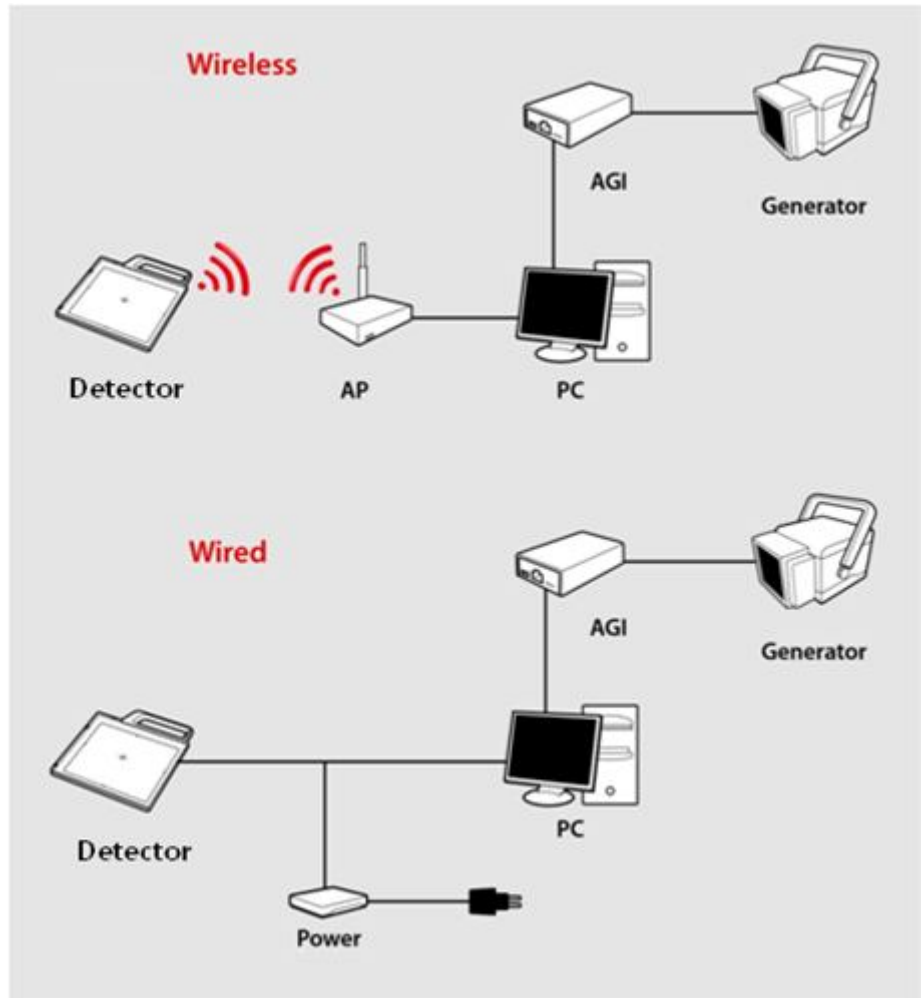 Wireless
AGI
Generator
Detector
AP
PC
Wired
AGI
Generator
PC
Detector
Power